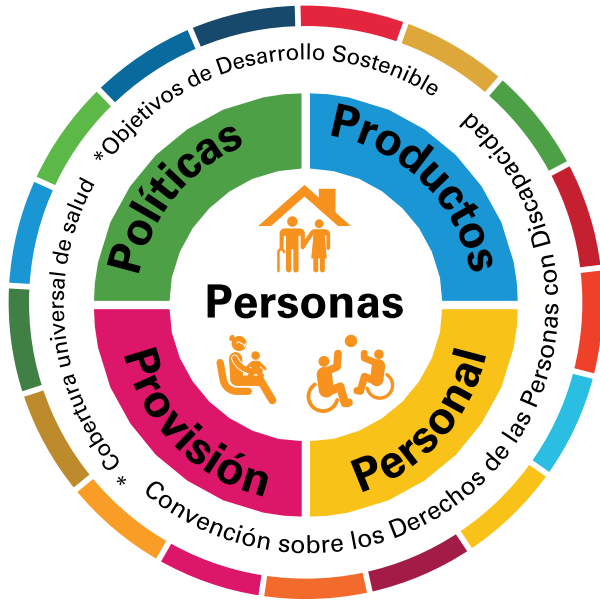 *Objetivos de Desarrollo Sostenible
Convención sobre los Derechos de las Personas con Discapacidad
* Cobertura universal de salud
Políticas
Productos
Personas
Provisión
Personal